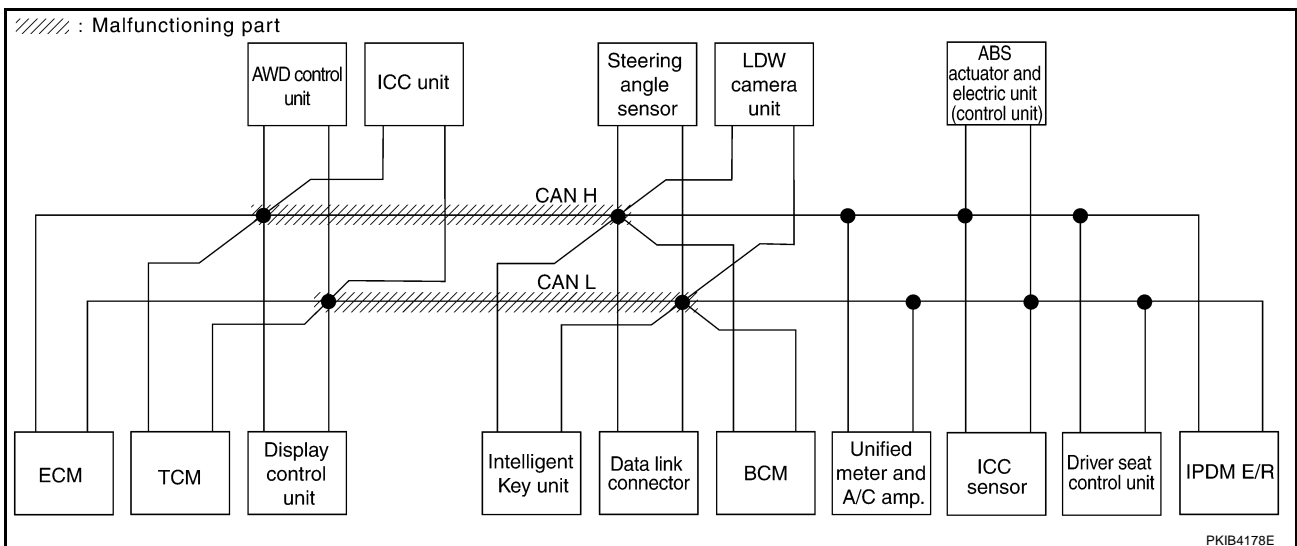 : Malfunctioning part
AWD control
unit
ICC unit
Steering
angle
sensor
LDW
camera
unit
ABS
actuator and
electric unit
(control unit)
CAN H
CAN L
ECM
TCM
Display
control
unit
Intelligent
Key unit
Data link
connector
BCM
Unified
meter and
A/C amp.
ICC
sensor
Driver seat
control unit
IPDM E/R
PKIB4178E